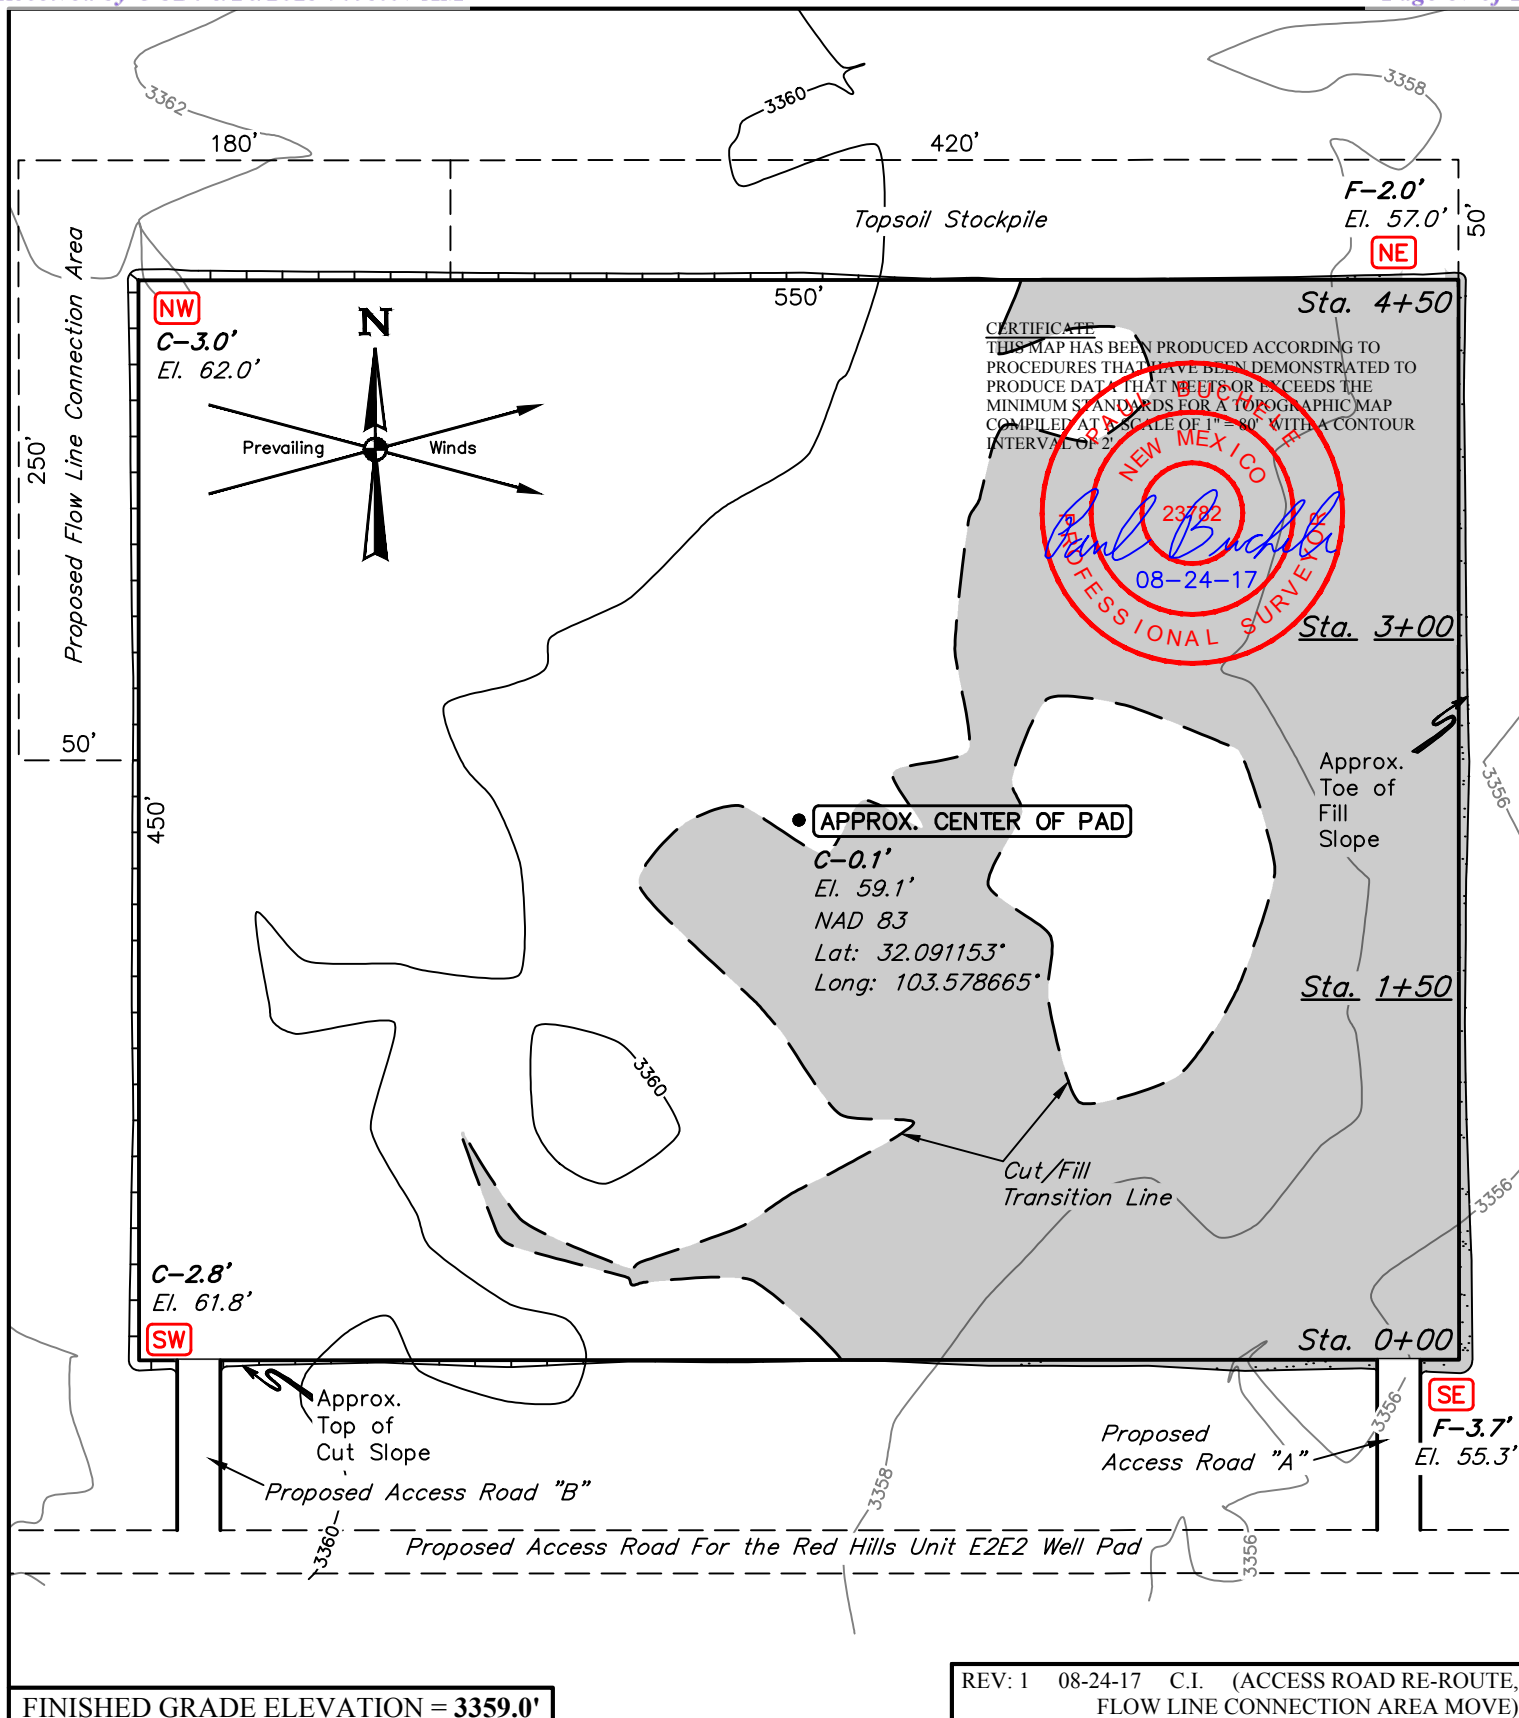 3362
3360
3358
180'
420'
F-2.0'
El. 57.0'
50'
NE
Topsoil Stockpile
Proposed Flow Line Connection Area
250'
50'
NW
C-3.0'
El. 62.0'
N
Prevailing
Winds
550'
Sta. 4+50
CERTIFICATE
THIS MAP HAS BEEN PRODUCED ACCORDING TO
PROCEDURES THAT HAVE BEEN DEMONSTRATED TO
PRODUCE DATA THAT MEETS OR EXCEEDS THE
MINIMUM STANDARDS FOR A TOPOGRAPHIC MAP
COMPILED AT A SCALE OF 1" = 80' WITH A CONTOUR
INTERVAL OF 2'
PAUL BUCHELE
NEW MEXICO
23782
Paul Buchele
08-24-17
PROFESSIONAL SURVEYOR
Sta. 3+00
450'
Approx.
Toe of
Fill
Slope
3356
APPROX. CENTER OF PAD
C-0.1'
El. 59.1'
NAD 83
Lat: 32.091153°
Long: 103.578665°
Sta. 1+50
3360
Cut/Fill
Transition Line
3356
C-2.8'
El. 61.8'
SW
Sta. 0+00
Approx.
Top of
Cut Slope
SE
F-3.7'
El. 55.3'
3356
Proposed
Access Road "A"
Proposed Access Road "B"
3358
3360
3356
Proposed Access Road For the Red Hills Unit E2E2 Well Pad
FINISHED GRADE ELEVATION = 3359.0'
REV: 1 08-24-17 C.I. (ACCESS ROAD RE-ROUTE,
FLOW LINE CONNECTION AREA MOVE)